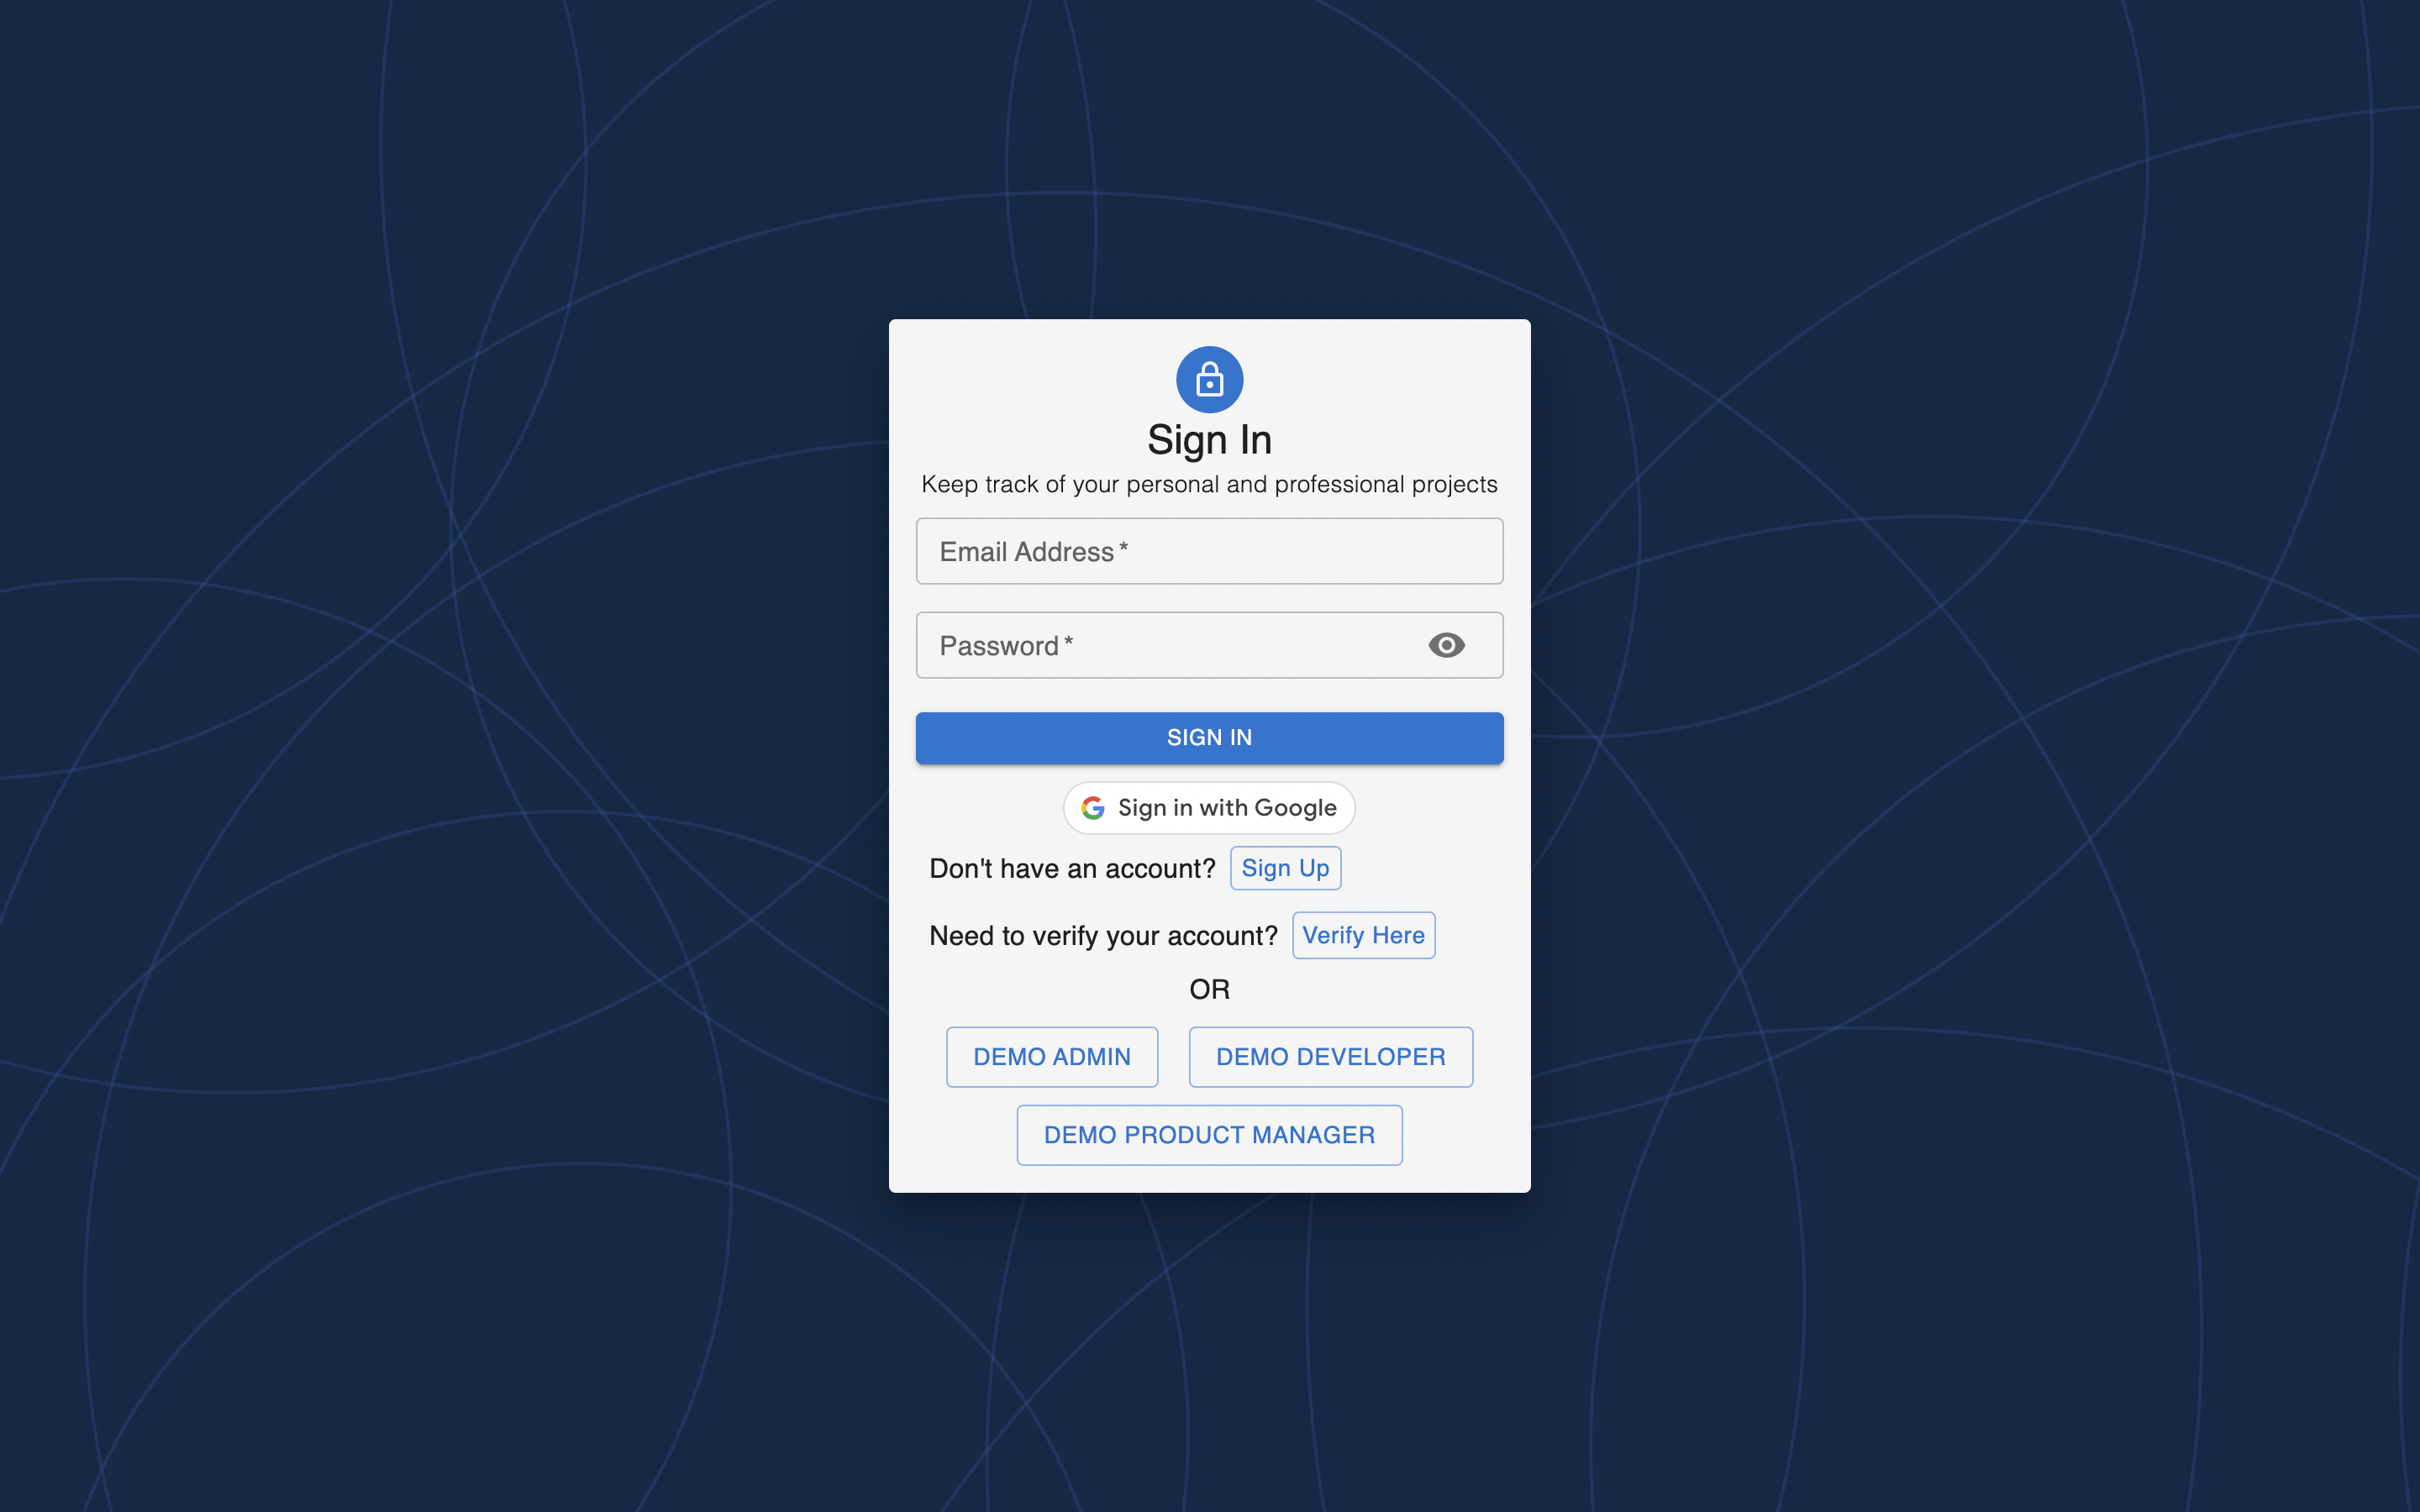 Sign In
Keep track of your personal and professional projects
Email Address *
Password *
SIGN IN
Sign in with Google
Don't have an account? Sign Up
Need to verify your account? Verify Here
OR
DEMO ADMIN DEMO DEVELOPER
DEMO PRODUCT MANAGER